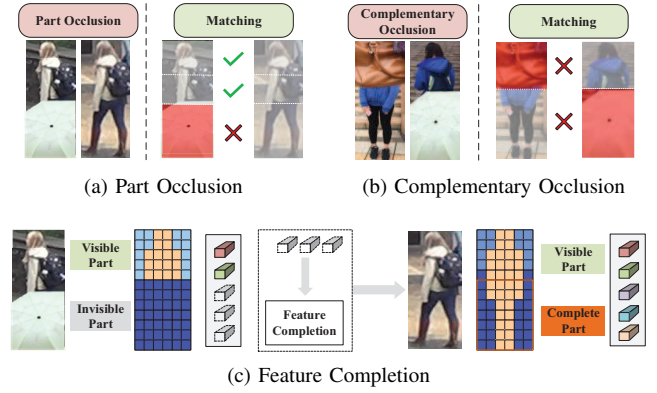 Part Occlusion
Matching
Complementary
Occlusion
Matching
(a) Part Occlusion
(b) Complementary Occlusion
Visible
Part
Invisible
Part
Feature
Completion
Visible
Part
Complete
Part
(c) Feature Completion